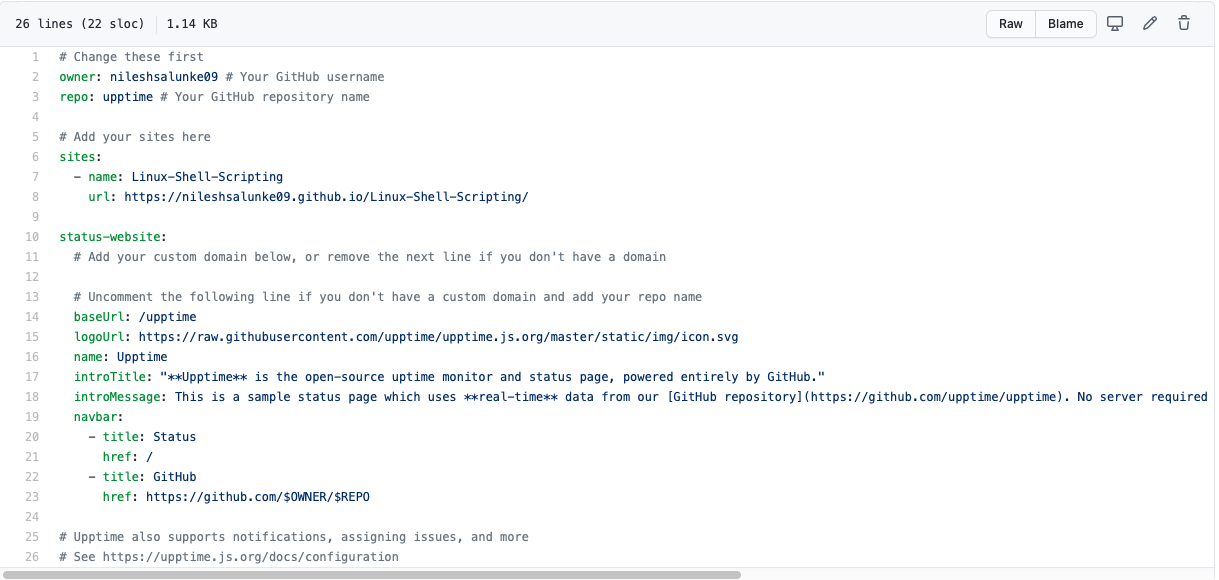 26 lines (22 sloc) 1.14 KB Raw Blame
1 # Change these first
2 owner: nileshsalunke09 # Your GitHub username
3 repo: upptime # Your GitHub repository name
4
5 # Add your sites here
6 sites:
7 - name: Linux-Shell-Scripting
8 url: https://nileshsalunke09.github.io/Linux-Shell-Scripting/
9
10 status-website:
11 # Add your custom domain below, or remove the next line if you don't have a domain
12
13 # Uncomment the following line if you don't have a custom domain and add your repo name
14 baseUrl: /upptime
15 logoUrl: https://raw.githubusercontent.com/upptime/upptime.js.org/master/static/img/icon.svg
16 name: Upptime
17 introTitle: "**Upptime** is the open-source uptime monitor and status page, powered entirely by GitHub."
18 introMessage: This is a sample status page which uses **real-time** data from our [GitHub repository](https://github.com/upptime/upptime). No server required
19 navbar:
20 - title: Status
21 href: /
22 - title: GitHub
23 href: https://github.com/$OWNER/$REPO
24
25 # Upptime also supports notifications, assigning issues, and more
26 # See https://upptime.js.org/docs/configuration